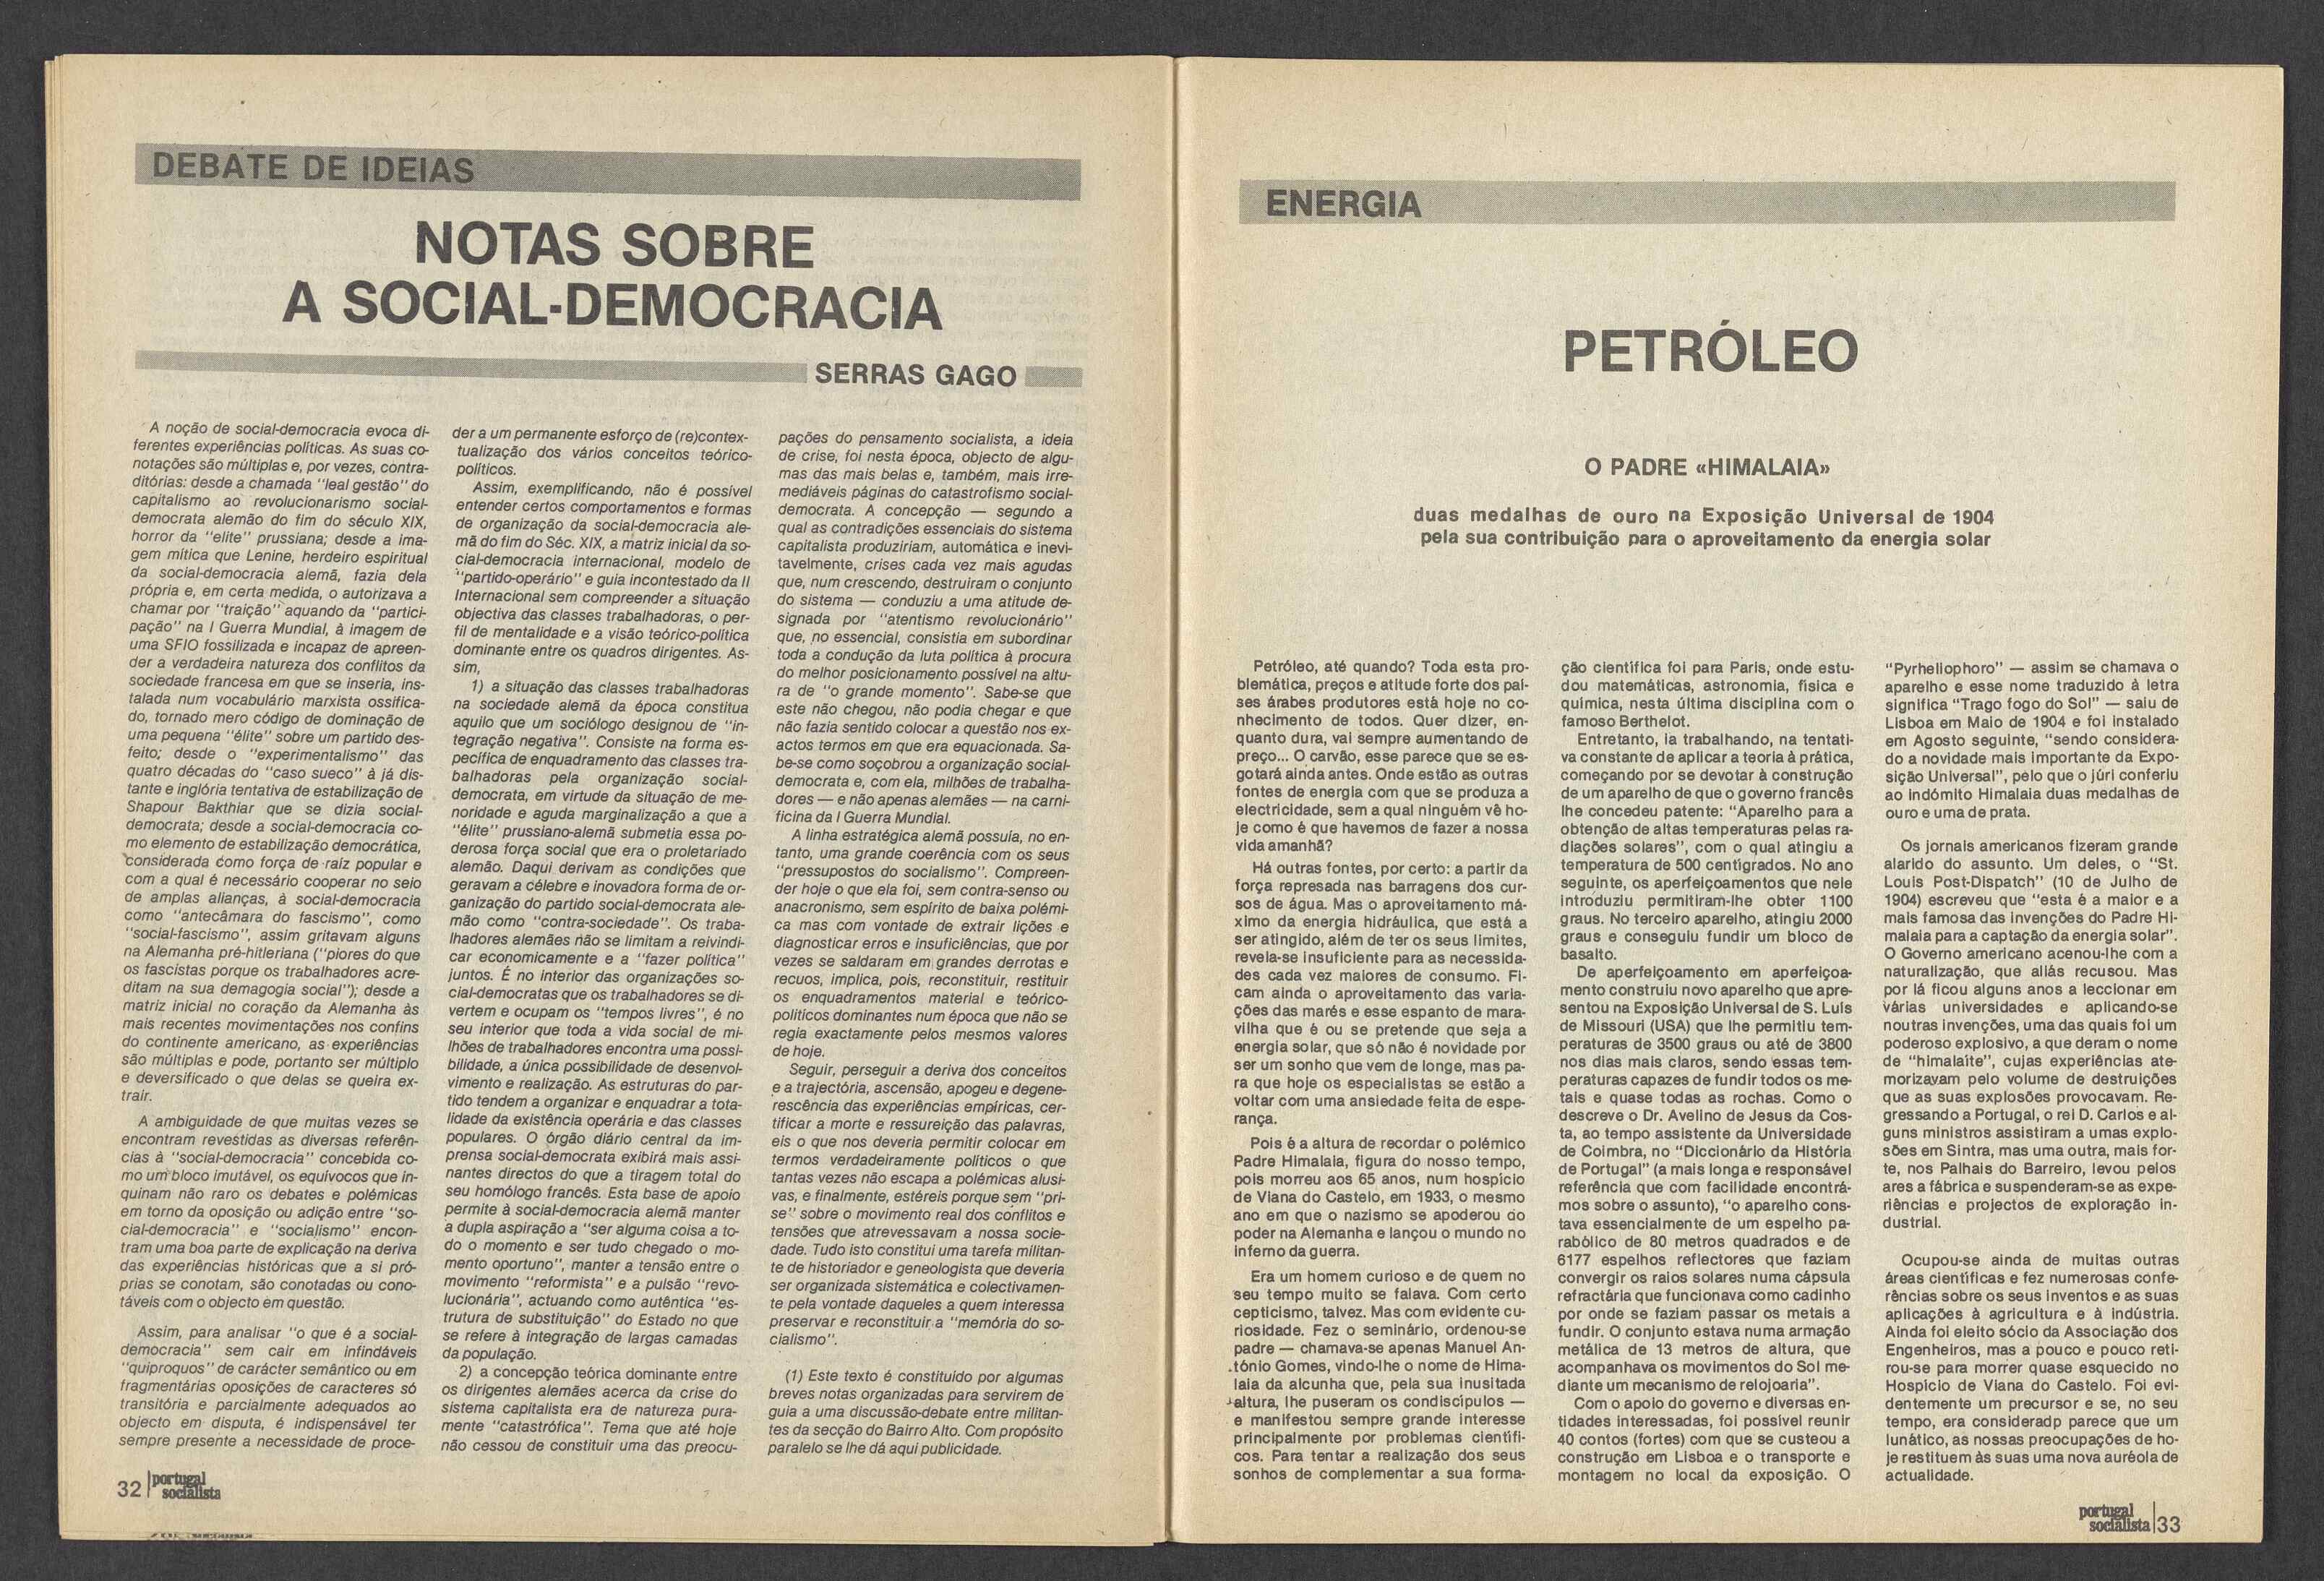 DEBATE DE IDEIAS
NOTAS SOBRE
A SOCIAL-DEMOCRACIA
SERRAS GAGO
A noção de social-democracia evoca di-
ferentes experiências políticas. As suas co-
notações são múltiplas e, por vezes, contra-
ditórias: desde a chamada "leal gestão" do
capitalismo ao revolucionarismo social-
democrata alemão do fim do século XIX,
horror da "elite" prussiana; desde a ima-
gem mítica que Lenine, herdeiro espiritual
da social-democracia alemã, fazia dela
própria e, em certa medida, o autorizava a
chamar por "traição" aquando da "partici-
pação" na I Guerra Mundial, à imagem de
uma SFIO fossilizada e incapaz de apreen-
der a verdadeira natureza dos conflitos da
sociedade francesa em que se inseria, ins-
talada num vocabulário marxista ossifica-
do, tornado mero código de dominação de
uma pequena "élite" sobre um partido des-
feito; desde o "experimentalismo" das
quatro décadas do "caso sueco" à já dis-
tante e inglória tentativa de estabilização de
Shapour Bakthiar que se dizia social-
democrata; desde a social-democracia co-
mo elemento de estabilização democrática,
considerada como força de raíz popular e
com a qual é necessário cooperar no seio
de amplas alianças, à social-democracia
como "antecâmara do fascismo", como
"social-fascismo", assim gritavam alguns
na Alemanha pré-hitleriana ("piores do que
os fascistas porque os trabalhadores acre-
ditam na sua demagogia social"); desde a
matriz inicial no coração da Alemanha às
mais recentes movimentações nos confins
do continente americano, as experiências
são múltiplas e pode, portanto ser múltiplo
e deversificado o que delas se queira ex-
trair.
A ambiguidade de que muitas vezes se
encontram revestidas as diversas referên-
cias à "social-democracia" concebida co-
mo um bloco imutável, os equívocos que in-
quinam não raro os debates e polémicas
em torno da oposição ou adição entre "so-
cial-democracia" e "socialismo" encon-
tram uma boa parte de explicação na deriva
das experiências históricas que a si pró-
prias se conotam, são conotadas ou cono-
táveis com o objecto em questão.
Assim, para analisar "o que é a social-
democracia" sem cair em infindáveis
"quiproquos" de carácter semântico ou em
fragmentárias oposições de caracteres só
transitória e parcialmente adequados ao
objecto em disputa, é indispensável ter
sempre presente a necessidade de proce-
der a um permanente esforço de (re)contex-
tualização dos vários conceitos teórico-
políticos.
Assim, exemplificando, não é possível
entender certos comportamentos e formas
de organização da social-democracia ale-
mã do fim do Séc. XIX, a matriz inicial da so-
cial-democracia internacional, modelo de
"partido-operário" e guia incontestado da II
Internacional sem compreender a situação
objectiva das classes trabalhadoras, o per-
fil de mentalidade e a visão teórico-política
dominante entre os quadros dirigentes. As-
sim,
1) a situação das classes trabalhadoras
na sociedade alemã da época constitua
aquilo que um sociólogo designou de "in-
tegração negativa". Consiste na forma es-
pecífica de enquadramento das classes tra-
balhadoras pela organização social-
democrata, em virtude da situação de me-
noridade e aguda marginalização a que a
"élite" prussiano-alemã submetia essa po-
derosa força social que era o proletariado
alemão. Daqui derivam as condições que
geravam a célebre e inovadora forma de or-
ganização do partido social-democrata ale-
mão como "contra-sociedade". Os traba-
lhadores alemães não se limitam a reivindi-
car economicamente e a "fazer política"
juntos. É no interior das organizações so-
cial-democratas que os trabalhadores se di-
vertem e ocupam os "tempos livres", é no
seu interior que toda a vida social de mi-
lhões de trabalhadores encontra uma possi-
bilidade, a única possibilidade de desenvol-
vimento e realização. As estruturas do par-
tido tendem a organizar e enquadrar a tota-
lidade da existência operária e das classes
populares. O órgão diário central da im-
prensa social-democrata exibirá mais assi-
nantes directos do que a tiragem total do
seu homólogo francês. Esta base de apoio
permite à social-democracia alemã manter
a dupla aspiração a "ser alguma coisa a to-
do o momento e ser tudo chegado o mo-
mento oportuno", manter a tensão entre o
movimento "reformista" e a pulsão "revo-
lucionária", actuando como autêntica "es-
trutura de substituição" do Estado no que
se refere à integração de largas camadas
da população.
2) a concepção teórica dominante entre
os dirigentes alemães acerca da crise do
sistema capitalista era de natureza pura-
mente "catastrófica". Tema que até hoje
não cessou de constituir uma das preocu-
pações do pensamento socialista, a ideia
de crise, foi nesta época, objecto de algu-
mas das mais belas e, também, mais irre-
mediáveis páginas do catastrofismo social-
democrata. A concepção — segundo a
qual as contradições essenciais do sistema
capitalista produziriam, automática e inevi-
tavelmente, crises cada vez mais agudas
que, num crescendo, destruiram o conjunto
do sistema — conduziu a uma atitude de-
signada por "atentismo revolucionário"
que, no essencial, consistia em subordinar
toda a condução da luta política à procura
do melhor posicionamento possível na altu-
ra de "o grande momento". Sabe-se que
este não chegou, não podia chegar e que
não fazia sentido colocar a questão nos ex-
actos termos em que era equacionada. Sa-
be-se como soçobrou a organização social-
democrata e, com ela, milhões de trabalha-
dores — e não apenas alemães — na carni-
ficina da I Guerra Mundial.
A linha estratégica alemã possuía, no en-
tanto, uma grande coerência com os seus
"pressupostos do socialismo". Compreen-
der hoje o que ela foi, sem contra-senso ou
anacronismo, sem espírito de baixa polémi-
ca mas com vontade de extrair lições e
diagnosticar erros e insuficiências, que por
vezes se saldaram em grandes derrotas e
recuos, implica, pois, reconstituir, restituir
os enquadramentos material e teórico-
políticos dominantes num época que não se
regia exactamente pelos mesmos valores
de hoje.
Seguir, perseguir a deriva dos conceitos
e a trajectória, ascensão, apogeu e degene-
rescência das experiências empíricas, cer-
tificar a morte e ressureição das palavras,
eis o que nos deveria permitir colocar em
termos verdadeiramente políticos o que
tantas vezes não escapa a polémicas alusi-
vas, e finalmente, estéreis porque sem "pri-
se" sobre o movimento real dos conflitos e
tensões que atrevessavam a nossa socie-
dade. Tudo isto constitui uma tarefa militan-
te de historiador e geneologista que deveria
ser organizada sistemática e colectivamen-
te pela vontade daqueles a quem interessa
preservar e reconstituir a "memória do so-
cialismo".
(1) Este texto é constituído por algumas
breves notas organizadas para servirem de
guia a uma discussão-debate entre militan-
tes da secção do Bairro Alto. Com propósito
paralelo se lhe dá aqui publicidade.
32 portugal
socialista
ENERGIA
PETRÓLEO
O PADRE «HIMALAIA»
duas medalhas de ouro na Exposição Universal de 1904
pela sua contribuição para o aproveitamento da energia solar
Petróleo, até quando? Toda esta pro-
blemática, preços e atitude forte dos paí-
ses árabes produtores está hoje no co-
nhecimento de todos. Quer dizer, en-
quanto dura, vai sempre aumentando de
preço... O carvão, esse parece que se es-
gotará ainda antes. Onde estão as outras
fontes de energia com que se produza a
electricidade, sem a qual ninguém vê ho-
je como é que havemos de fazer a nossa
vida amanhã?
Há outras fontes, por certo: a partir da
força represada nas barragens dos cur-
sos de água. Mas o aproveitamento má-
ximo da energia hidráulica, que está a
ser atingido, além de ter os seus limites,
revela-se insuficiente para as necessida-
des cada vez maiores de consumo. Fi-
cam ainda o aproveitamento das varia-
ções das marés e esse espanto de mara-
vilha que é ou se pretende que seja a
energia solar, que só não é novidade por
ser um sonho que vem de longe, mas pa-
ra que hoje os especialistas se estão a
voltar com uma ansiedade feita de espe-
rança.
Pois é a altura de recordar o polémico
Padre Himalaia, figura do nosso tempo,
pois morreu aos 65 anos, num hospício
de Viana do Castelo, em 1933, o mesmo
ano em que o nazismo se apoderou do
poder na Alemanha e lançou o mundo no
inferno da guerra.
Era um homem curioso e de quem no
seu tempo muito se falava. Com certo
cepticismo, talvez. Mas com evidente cu-
riosidade. Fez o seminário, ordenou-se
padre — chamava-se apenas Manuel An-
tónio Gomes, vindo-lhe o nome de Hima-
laia da alcunha que, pela sua inusitada
altura, lhe puseram os condiscípulos —
e manifestou sempre grande interesse
principalmente por problemas científi-
cos. Para tentar a realização dos seus
sonhos de complementar a sua forma-
ção científica foi para Paris, onde estu-
dou matemáticas, astronomia, física e
química, nesta última disciplina com o
famoso Berthelot.
Entretanto, ia trabalhando, na tentati-
va constante de aplicar a teoria à prática,
começando por se devotar à construção
de um aparelho de que o governo francês
lhe concedeu patente: "Aparelho para a
obtenção de altas temperaturas pelas ra-
diações solares", com o qual atingiu a
temperatura de 500 centígrados. No ano
seguinte, os aperfeiçoamentos que nele
introduziu permitiram-lhe obter 1100
graus. No terceiro aparelho, atingiu 2000
graus e conseguiu fundir um bloco de
basalto.
De aperfeiçoamento em aperfeiçoa-
mento construiu novo aparelho que apre-
sentou na Exposição Universal de S. Luís
de Missouri (USA) que lhe permitiu tem-
peraturas de 3500 graus ou até de 3800
nos dias mais claros, sendo essas tem-
peraturas capazes de fundir todos os me-
tais e quase todas as rochas. Como o
descreve o Dr. Avelino de Jesus da Cos-
ta, ao tempo assistente da Universidade
de Coimbra, no "Diccionário da História
de Portugal" (a mais longa e responsável
referência que com facilidade encontrá-
mos sobre o assunto), "o aparelho cons-
tava essencialmente de um espelho pa-
rabólico de 80 metros quadrados e de
6177 espelhos reflectores que faziam
convergir os raios solares numa cápsula
refractária que funcionava como cadinho
por onde se faziam passar os metais a
fundir. O conjunto estava numa armação
metálica de 13 metros de altura, que
acompanhava os movimentos do Sol me-
diante um mecanismo de relojoaria".
Com o apoio do governo e diversas en-
tidades interessadas, foi possível reunir
40 contos (fortes) com que se custeou a
construção em Lisboa e o transporte e
montagem no local da exposição. O
"Pyrheliophoro" — assim se chamava o
aparelho e esse nome traduzido à letra
significa "Trago fogo do Sol" — saiu de
Lisboa em Maio de 1904 e foi instalado
em Agosto seguinte, "sendo considera-
do a novidade mais importante da Expo-
sição Universal", pelo que o júri conferiu
ao indómito Himalaia duas medalhas de
ouro e uma de prata.
Os jornais americanos fizeram grande
alarido do assunto. Um deles, o "St.
Louis Post-Dispatch" (10 de Julho de
1904) escreveu que "esta é a maior e a
mais famosa das invenções do Padre Hi-
malaia para a captação da energia solar".
O Governo americano acenou-lhe com a
naturalização, que aliás recusou. Mas
por lá ficou alguns anos a leccionar em
várias universidades e aplicando-se
noutras invenções, uma das quais foi um
poderoso explosivo, a que deram o nome
de "himalaíte", cujas experiências ate-
morizavam pelo volume de destruições
que as suas explosões provocavam. Re-
gressando a Portugal, o rei D. Carlos e al-
guns ministros assistiram a umas explo-
sões em Sintra, mas uma outra, mais for-
te, nos Palhais do Barreiro, levou pelos
ares a fábrica e suspenderam-se as expe-
riências e projectos de exploração in-
dustrial.
Ocupou-se ainda de muitas outras
áreas científicas e fez numerosas confe-
rências sobre os seus inventos e as suas
aplicações à agricultura e à indústria.
Ainda foi eleito sócio da Associação dos
Engenheiros, mas a pouco e pouco reti-
rou-se para morrer quase esquecido no
Hospício de Viana do Castelo. Foi evi-
dentemente um precursor e se, no seu
tempo, era consideradp parece que um
lunático, as nossas preocupações de ho-
je restituem às suas uma nova auréola de
actualidade.
portugal
socialista 33